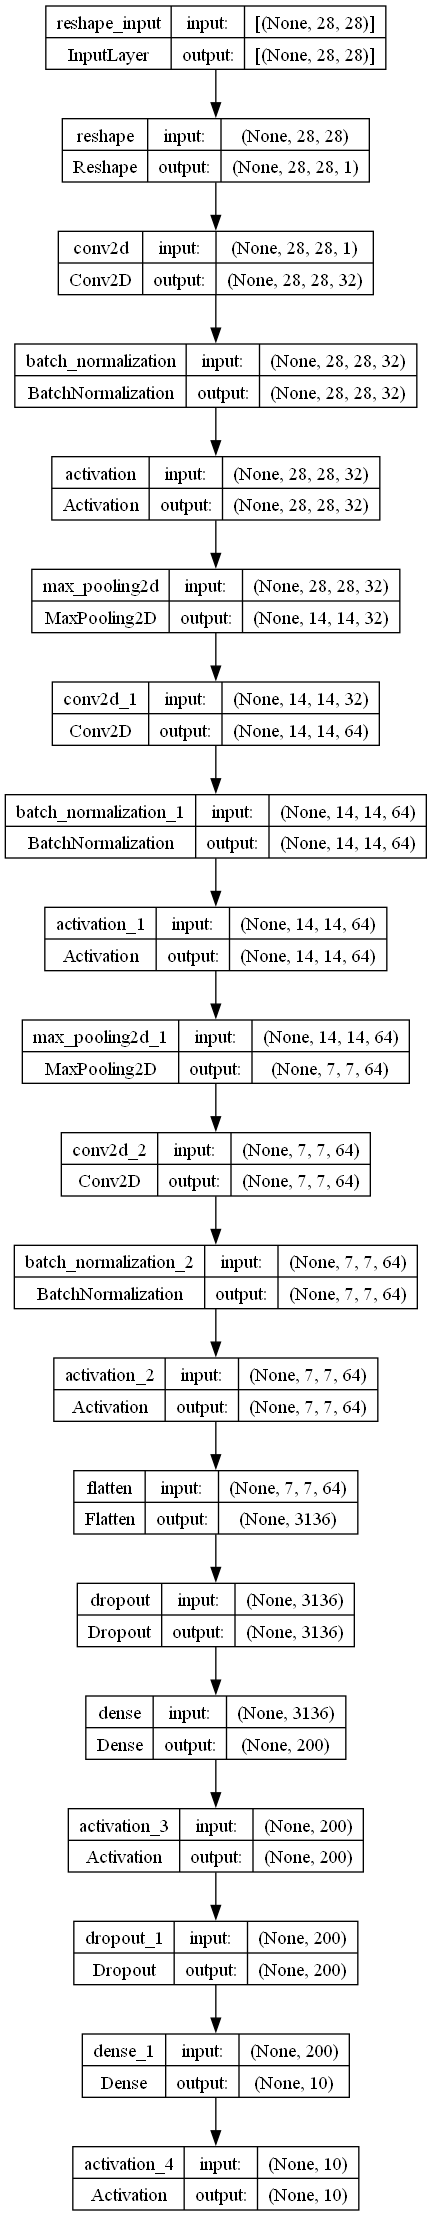 reshape_input input: [(None, 28, 28)]
InputLayer output: [(None, 28, 28)]
reshape input: (None, 28, 28)
Reshape output: (None, 28, 28, 1)
conv2d input: (None, 28, 28, 1)
Conv2D output: (None, 28, 28, 32)
batch_normalization input: (None, 28, 28, 32)
BatchNormalization output: (None, 28, 28, 32)
activation input: (None, 28, 28, 32)
Activation output: (None, 28, 28, 32)
max_pooling2d input: (None, 28, 28, 32)
MaxPooling2D output: (None, 14, 14, 32)
conv2d_1 input: (None, 14, 14, 32)
Conv2D output: (None, 14, 14, 64)
batch_normalization_1 input: (None, 14, 14, 64)
BatchNormalization output: (None, 14, 14, 64)
activation_1 input: (None, 14, 14, 64)
Activation output: (None, 14, 14, 64)
max_pooling2d_1 input: (None, 14, 14, 64)
MaxPooling2D output: (None, 7, 7, 64)
conv2d_2 input: (None, 7, 7, 64)
Conv2D output: (None, 7, 7, 64)
batch_normalization_2 input: (None, 7, 7, 64)
BatchNormalization output: (None, 7, 7, 64)
activation_2 input: (None, 7, 7, 64)
Activation output: (None, 7, 7, 64)
flatten input: (None, 7, 7, 64)
Flatten output: (None, 3136)
dropout input: (None, 3136)
Dropout output: (None, 3136)
dense input: (None, 3136)
Dense output: (None, 200)
activation_3 input: (None, 200)
Activation output: (None, 200)
dropout_1 input: (None, 200)
Dropout output: (None, 200)
dense_1 input: (None, 200)
Dense output: (None, 10)
activation_4 input: (None, 10)
Activation output: (None, 10)